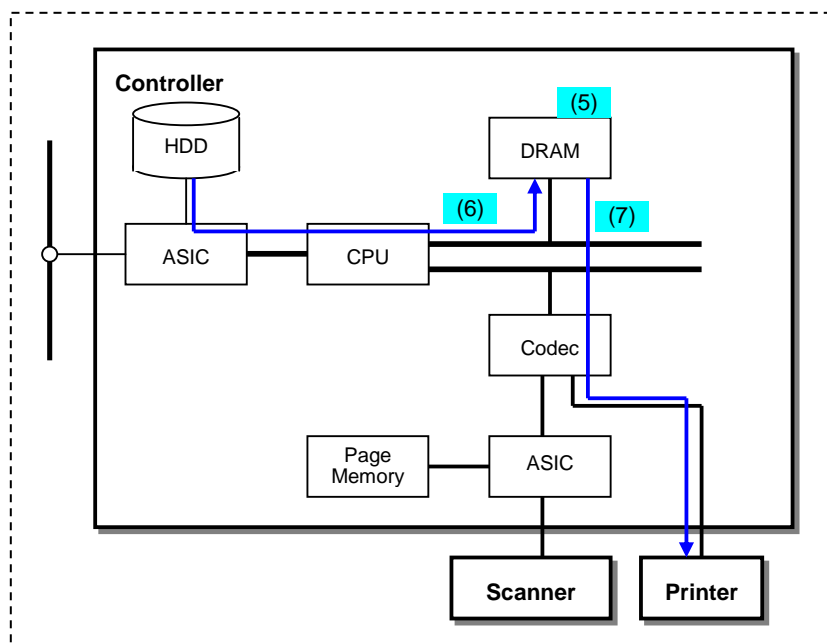 Controller
HDD
(5)
DRAM
(6)
(7)
ASIC
CPU
Codec
Page
Memory
ASIC
Scanner
Printer